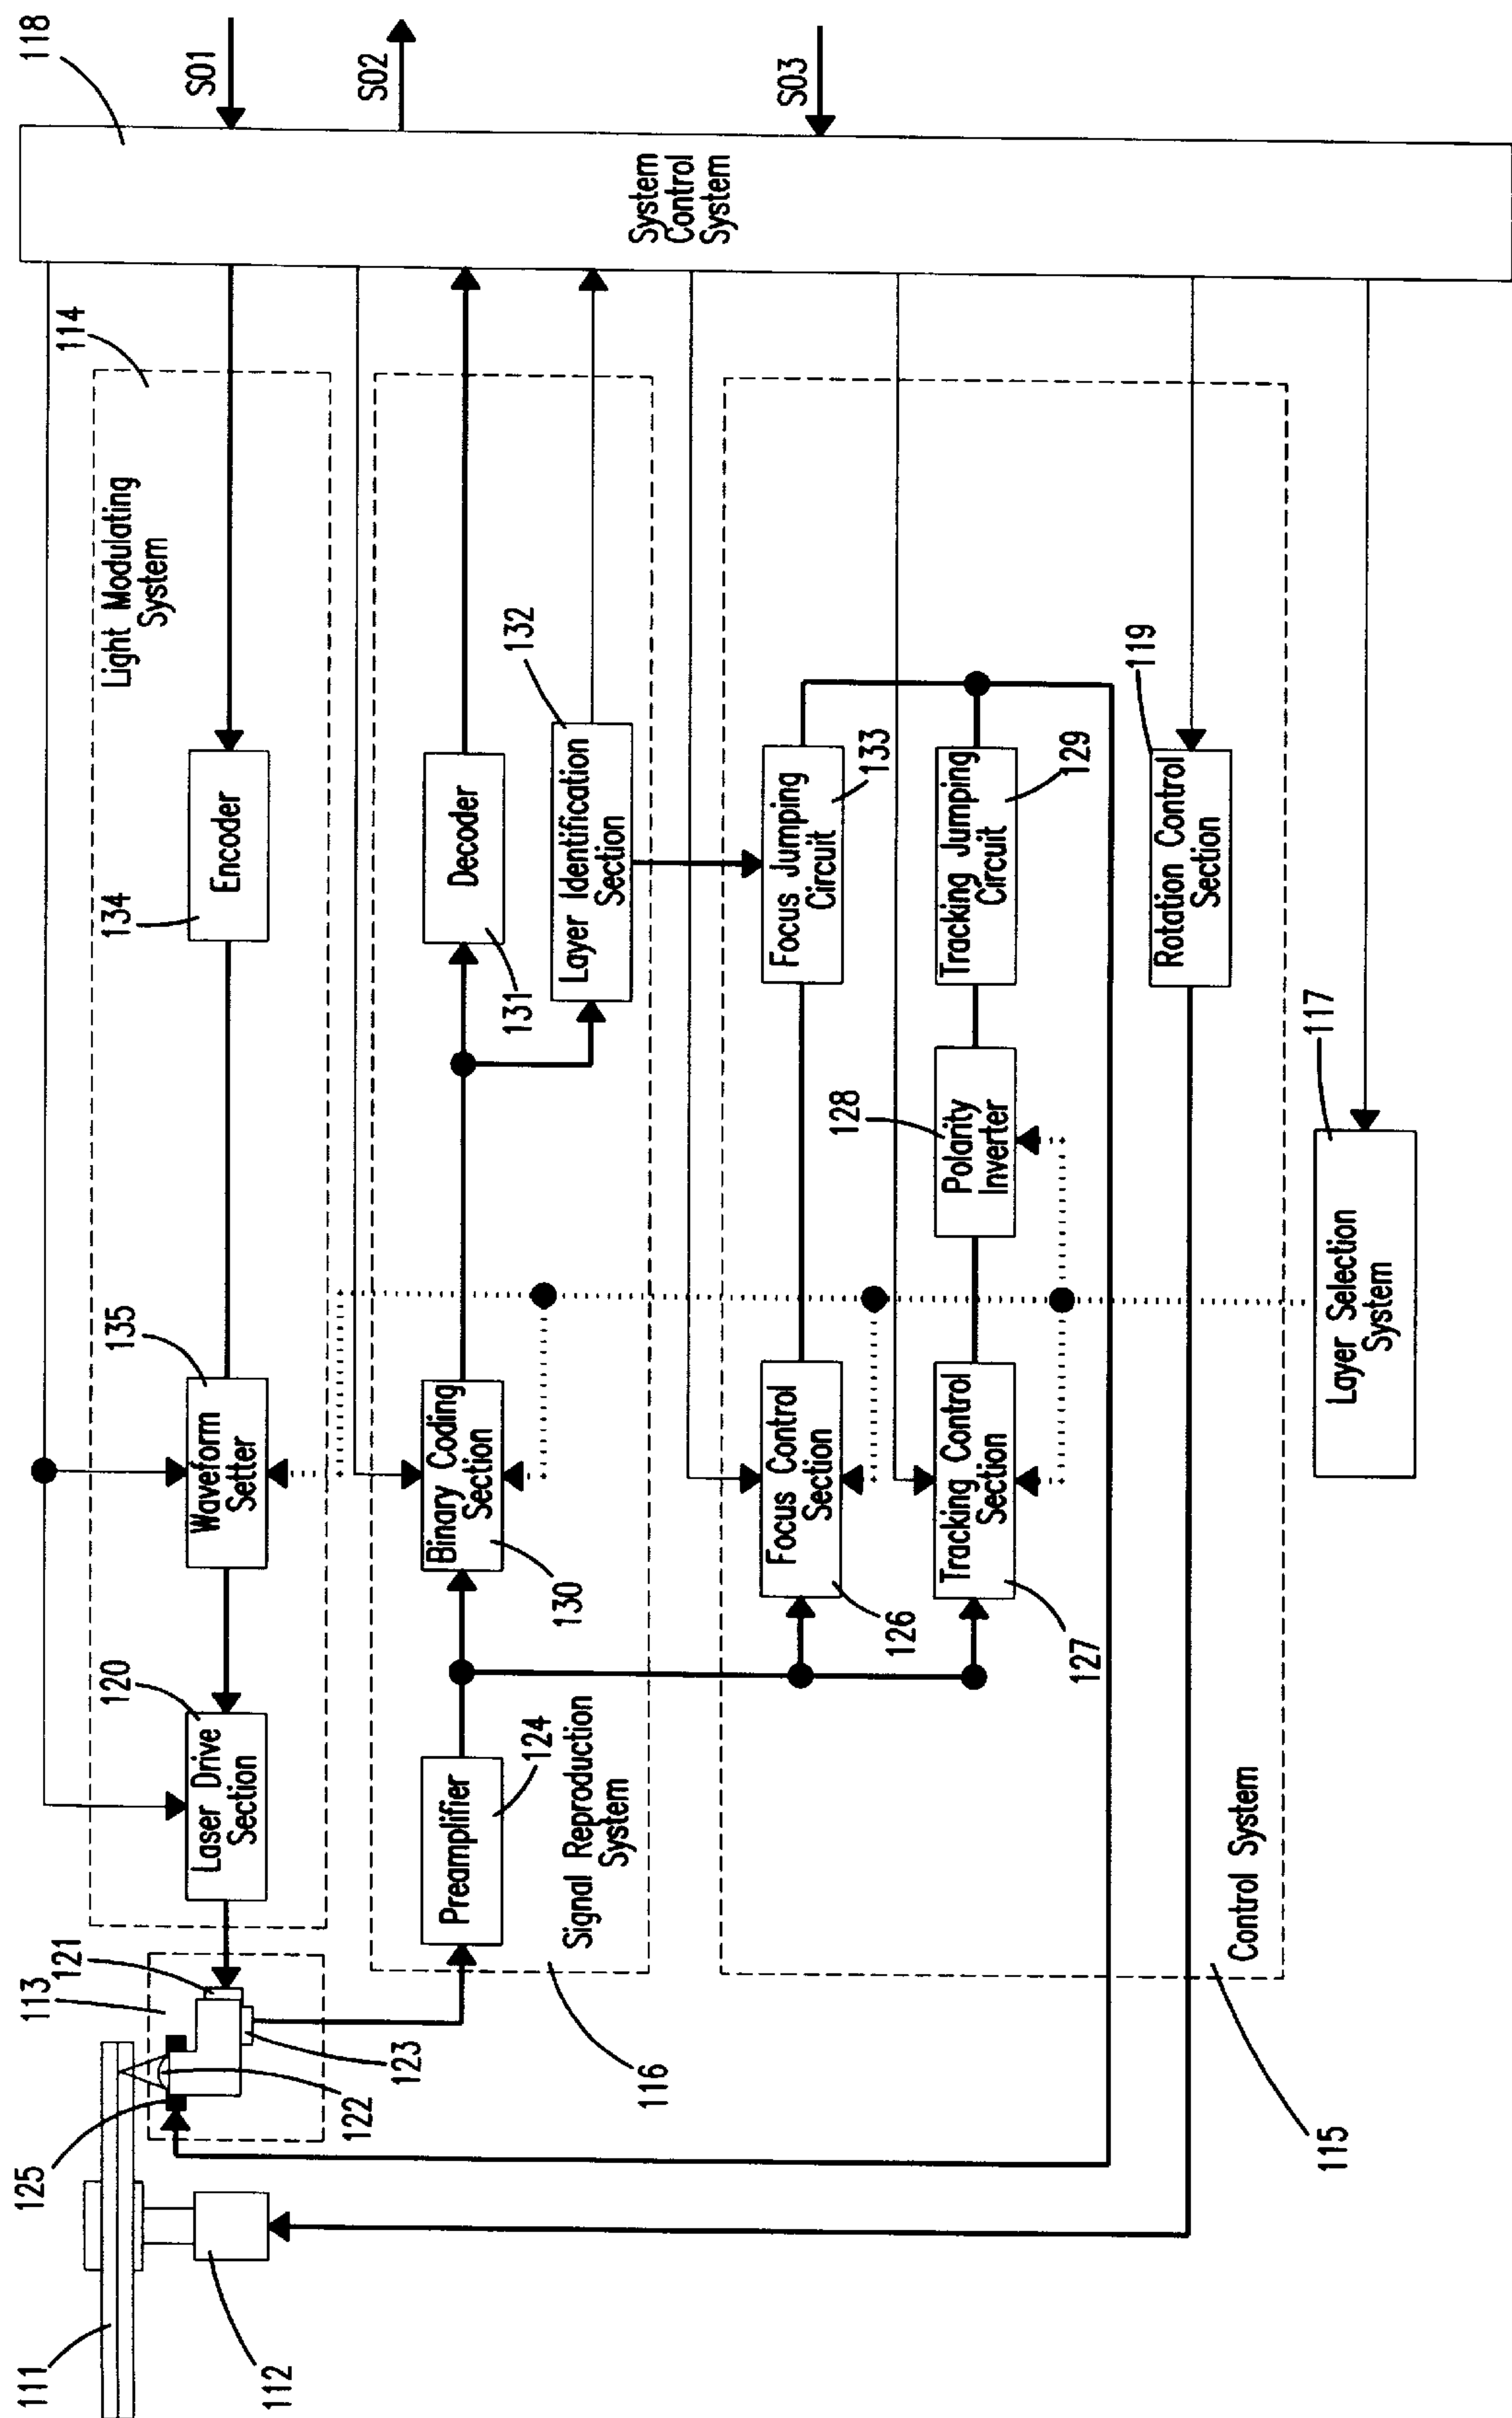 118
S01
S02
S03
System
Control
System
114
Light Modulating
System
134
Encoder
135
Waveform
Setter
120
Laser Drive
Section
Decoder
131
132
Layer Identification
Section
Binary Coding
Section
130
Preamplifier
124
Signal Reproduction
System
116
Focus Jumping
Circuit
133
Tracking Jumping
Circuit
129
128
Polarity
Inverter
Focus Control
Section
126
Tracking Control
Section
127
119
Rotation Control
Section
Control System
115
117
Layer Selection
System
113
121
122
123
125
111
112